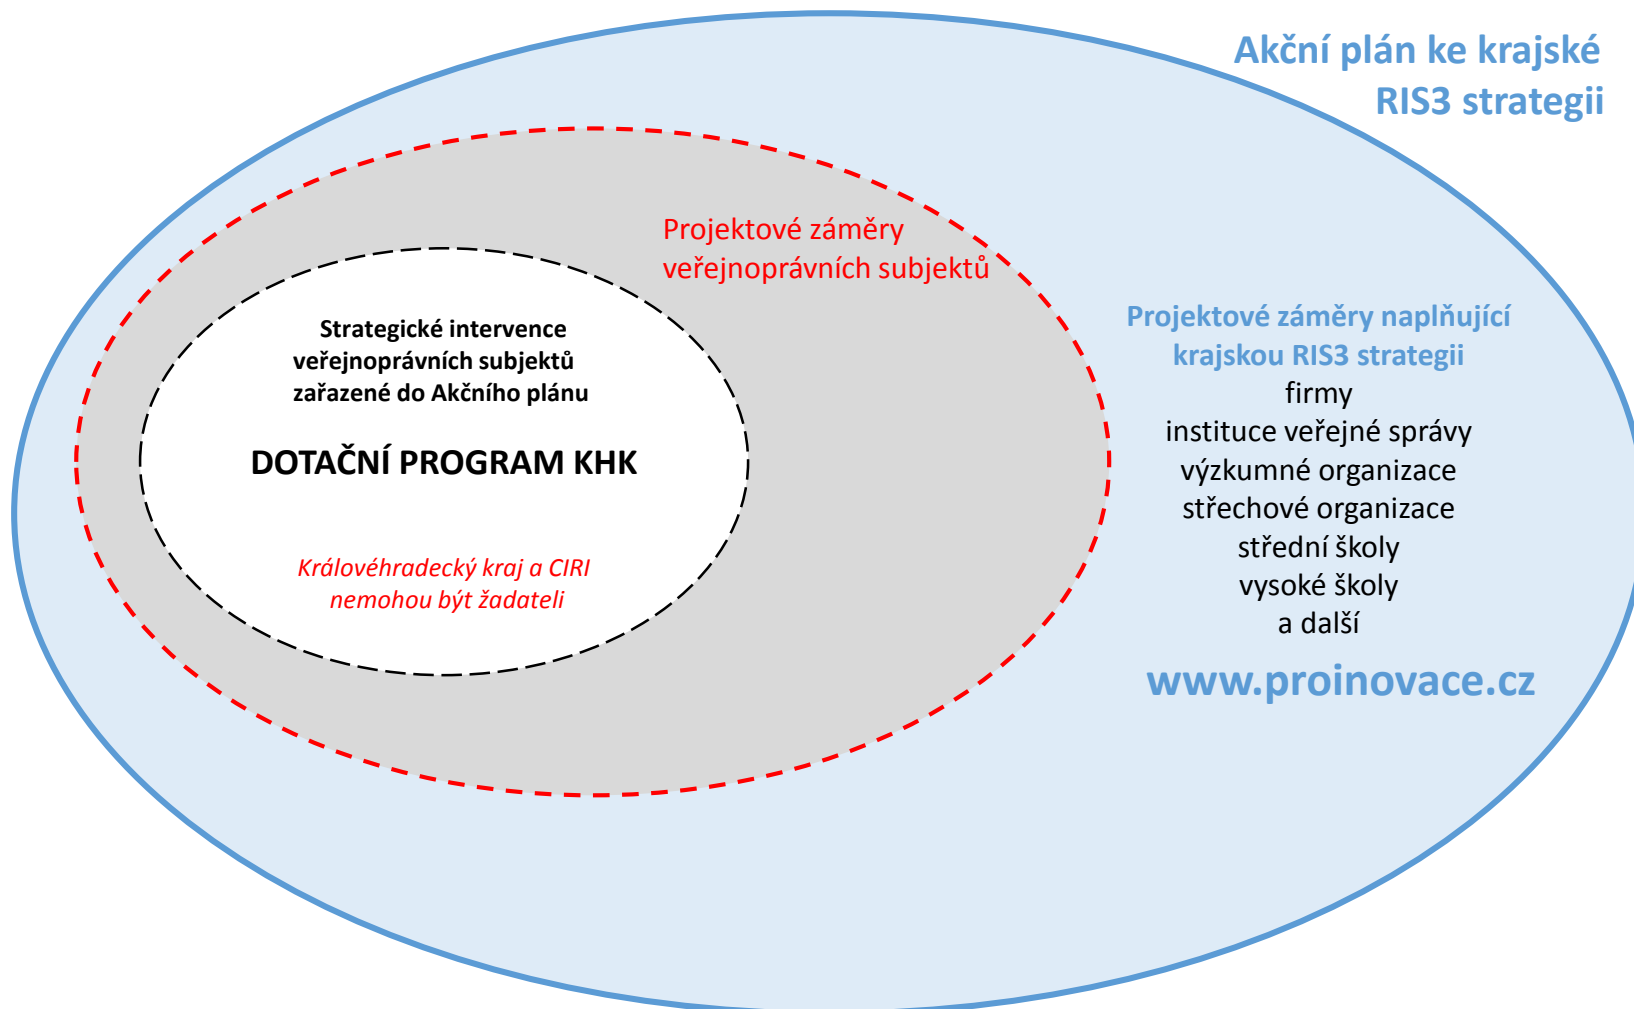 Akční plán ke krajské
RIS3 strategii
Projektové záměry
veřejnoprávních subjektů
Strategické intervence
veřejnoprávních subjektů
zařazené do Akčního plánu
DOTAČNÍ PROGRAM KHK
Královéhradecký kraj a CIRI
nemohou být žadateli
Projektové záměry naplňující
krajskou RIS3 strategii
firmy
instituce veřejné správy
výzkumné organizace
střechové organizace
střední školy
vysoké školy
a další
www.proinovace.cz